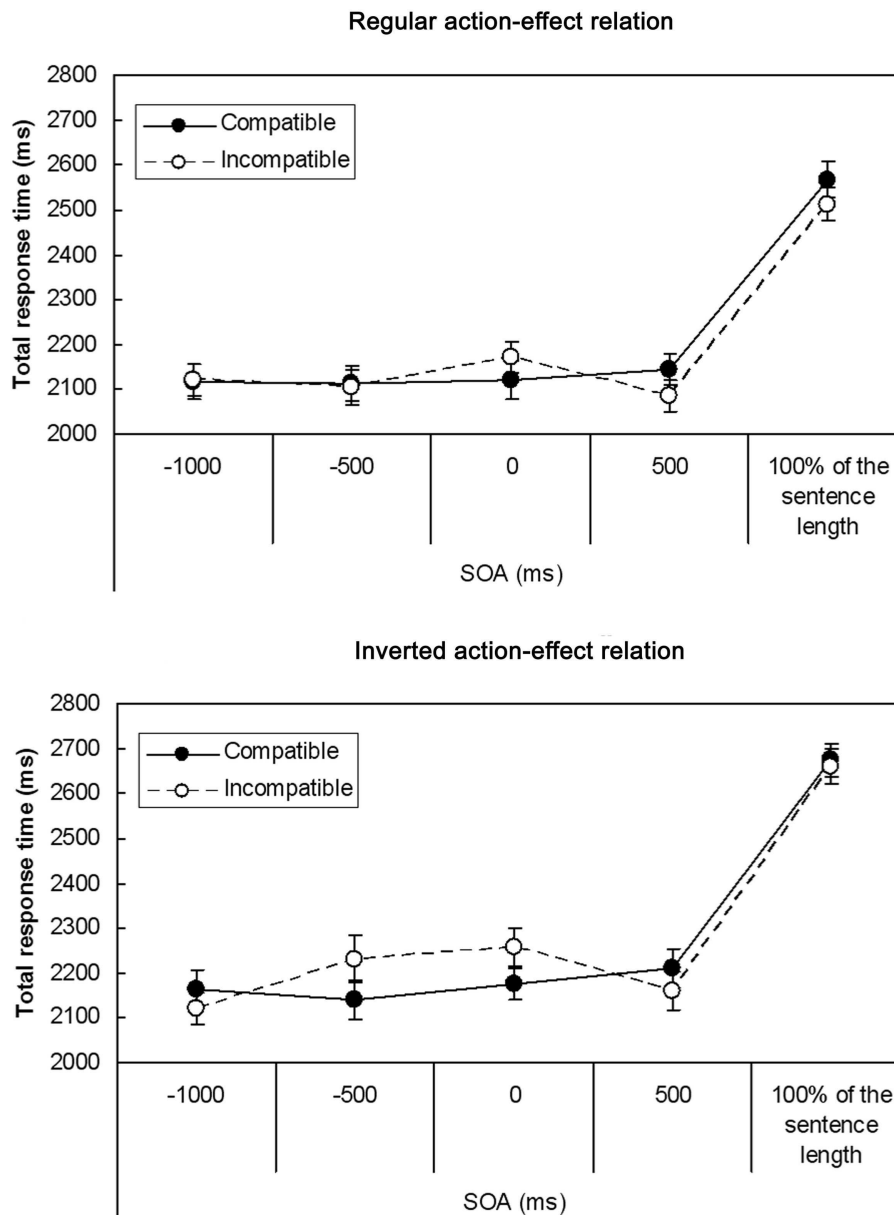 Regular action-effect relation
Total response time (ms)
2800
2700
2600
2500
2400
2300
2200
2100
2000
Compatible
Incompatible
-1000 -500 0 500 100% of the
sentence
length
SOA (ms)
Inverted action-effect relation
Total response time (ms)
2800
2700
2600
2500
2400
2300
2200
2100
2000
Compatible
Incompatible
-1000 -500 0 500 100% of the
sentence
length
SOA (ms)